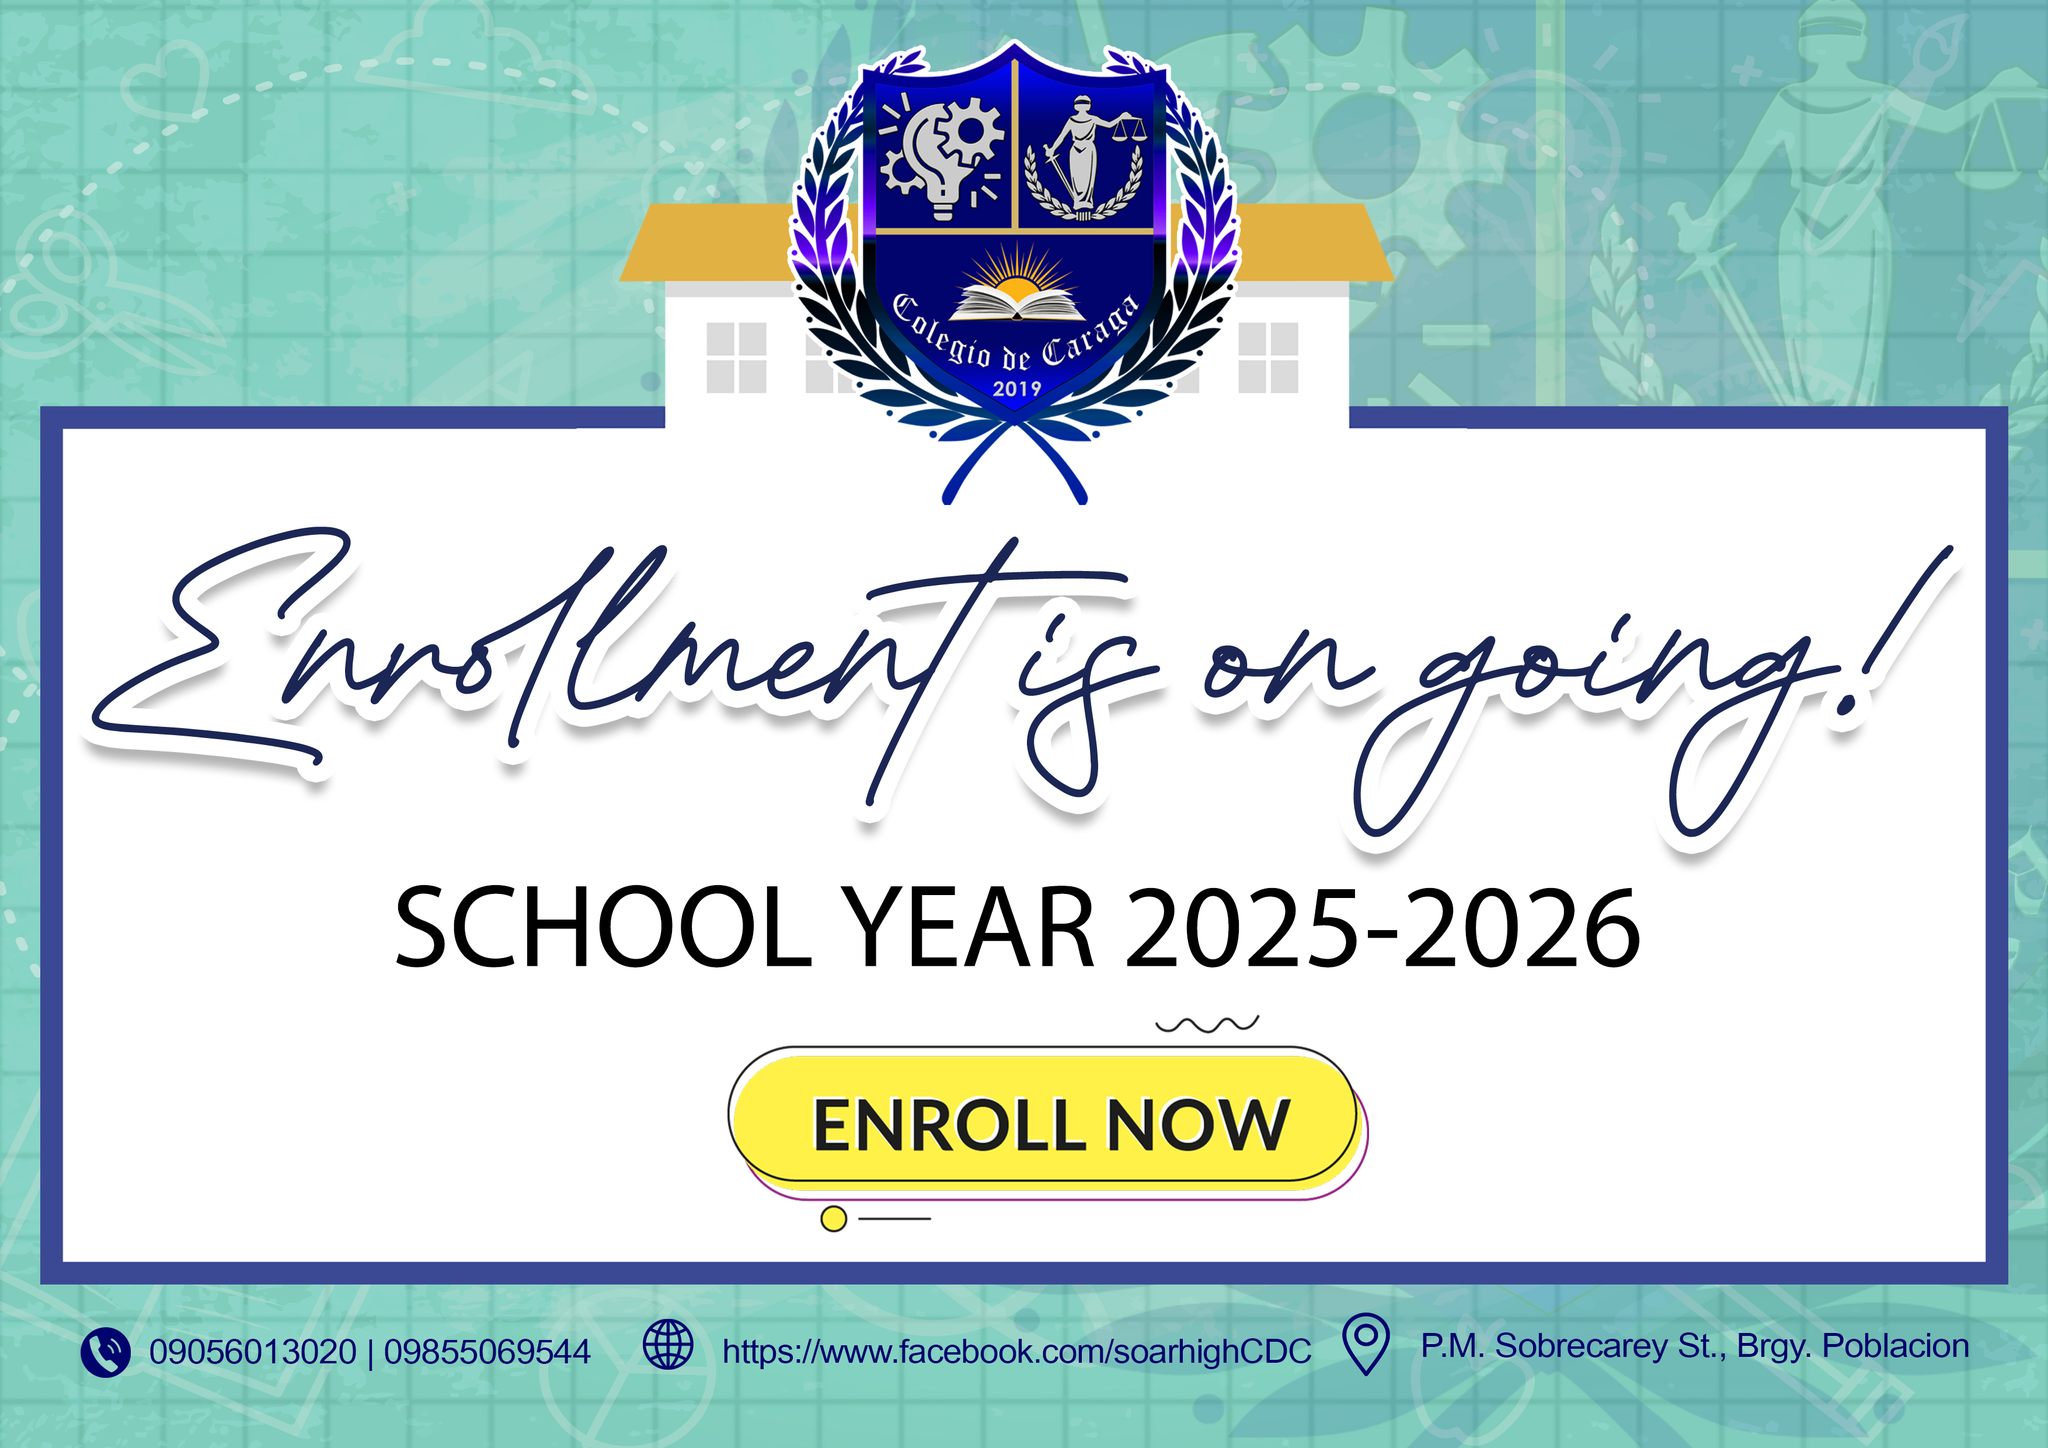 Colegio de Caraga
2019
Enrollment is on going!
SCHOOL YEAR 2025-2026
ENROLL NOW
09056013020 | 09855069544
https://www.facebook.com/soarhighCDC
P.M. Sobrecarey St., Brgy. Poblacion